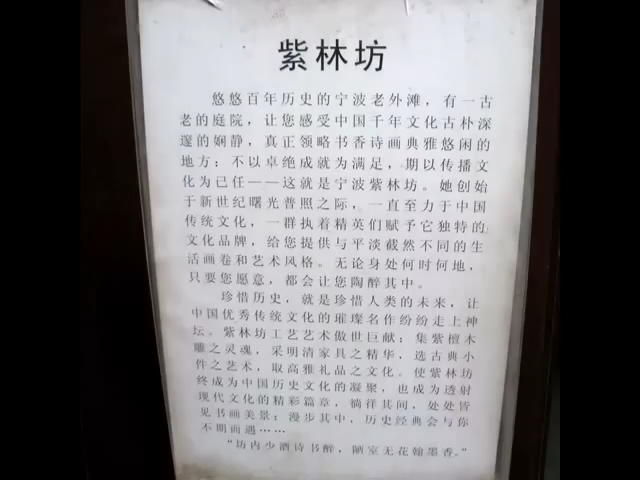 紫林坊
悠悠百年历史的宁波老外滩，有一古
老的庭院，让您感受中国千年文化古朴深
邃的娴静，真正领略书香诗画典雅悠闲的
地方；不以卓绝成就为满足，期以传播文
化为已任——这就是宁波紫林坊。她创始
于新世纪曙光普照之际，一直至力于中国
传统文化，一群执着精英们赋予它独特的
文化品牌，给您提供与平淡截然不同的生
活画卷和艺术风格。无论身处何时何地，
只要您愿意，都会让您陶醉其中。
珍惜历史，就是珍惜人类的未来，让
中国优秀传统文化的璀璨名作纷纷走上神
坛。紫林坊工艺艺术傲世巨献；集紫檀木
雕之灵魂，采明清家具之精华，选古典小
件之艺术，取高雅礼品之文化。使紫林坊
终成为中国历史文化的凝聚，也成为透射
现代文化的精彩篇章，徜徉其间，处处皆
见书画美景；漫步其中，历史经典会与你
不明而遇……
“坊内少酒诗书醉，陋室无花翰墨香。”